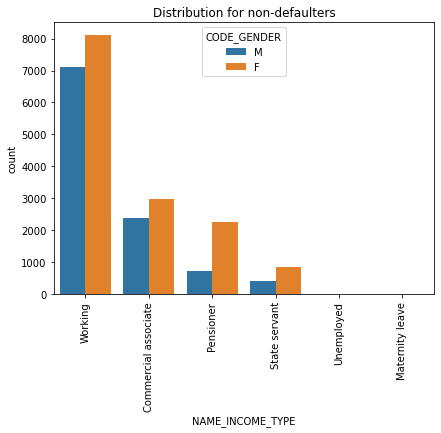 Distribution for non-defaulters
CODE_GENDER
M
F
8000
7000
6000
5000
4000
3000
2000
1000
0
count
Working
Commercial associate
Pensioner
State servant
Unemployed
Maternity leave
NAME_INCOME_TYPE